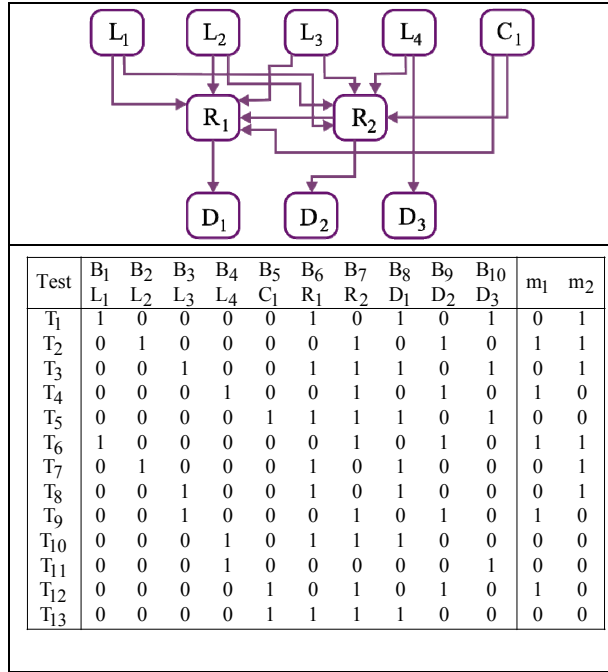 L1 L2 L3 L4 C1
R1 R2
D1 D2 D3
Test B1 B2 B3 B4 B5 B6 B7 B8 B9 B10 m1 m2
L1 L2 L3 L4 C1 R1 R2 D1 D2 D3
T1 1 0 0 0 0 1 0 1 0 1 0 1
T2 0 1 0 0 0 0 1 0 1 0 1 1
T3 0 0 1 0 0 1 1 1 0 1 0 1
T4 0 0 0 1 0 0 1 0 1 0 1 0
T5 0 0 0 0 1 1 1 1 0 1 0 0
T6 1 0 0 0 0 0 1 0 1 0 1 1
T7 0 1 0 0 0 1 0 1 0 0 0 1
T8 0 0 1 0 0 1 0 1 0 0 0 1
T9 0 0 1 0 0 0 1 0 1 0 1 0
T10 0 0 0 1 0 1 1 1 0 0 0 0
T11 0 0 0 1 0 0 0 0 0 1 0 0
T12 0 0 0 0 1 0 1 0 1 0 1 0
T13 0 0 0 0 1 1 1 1 0 0 0 0